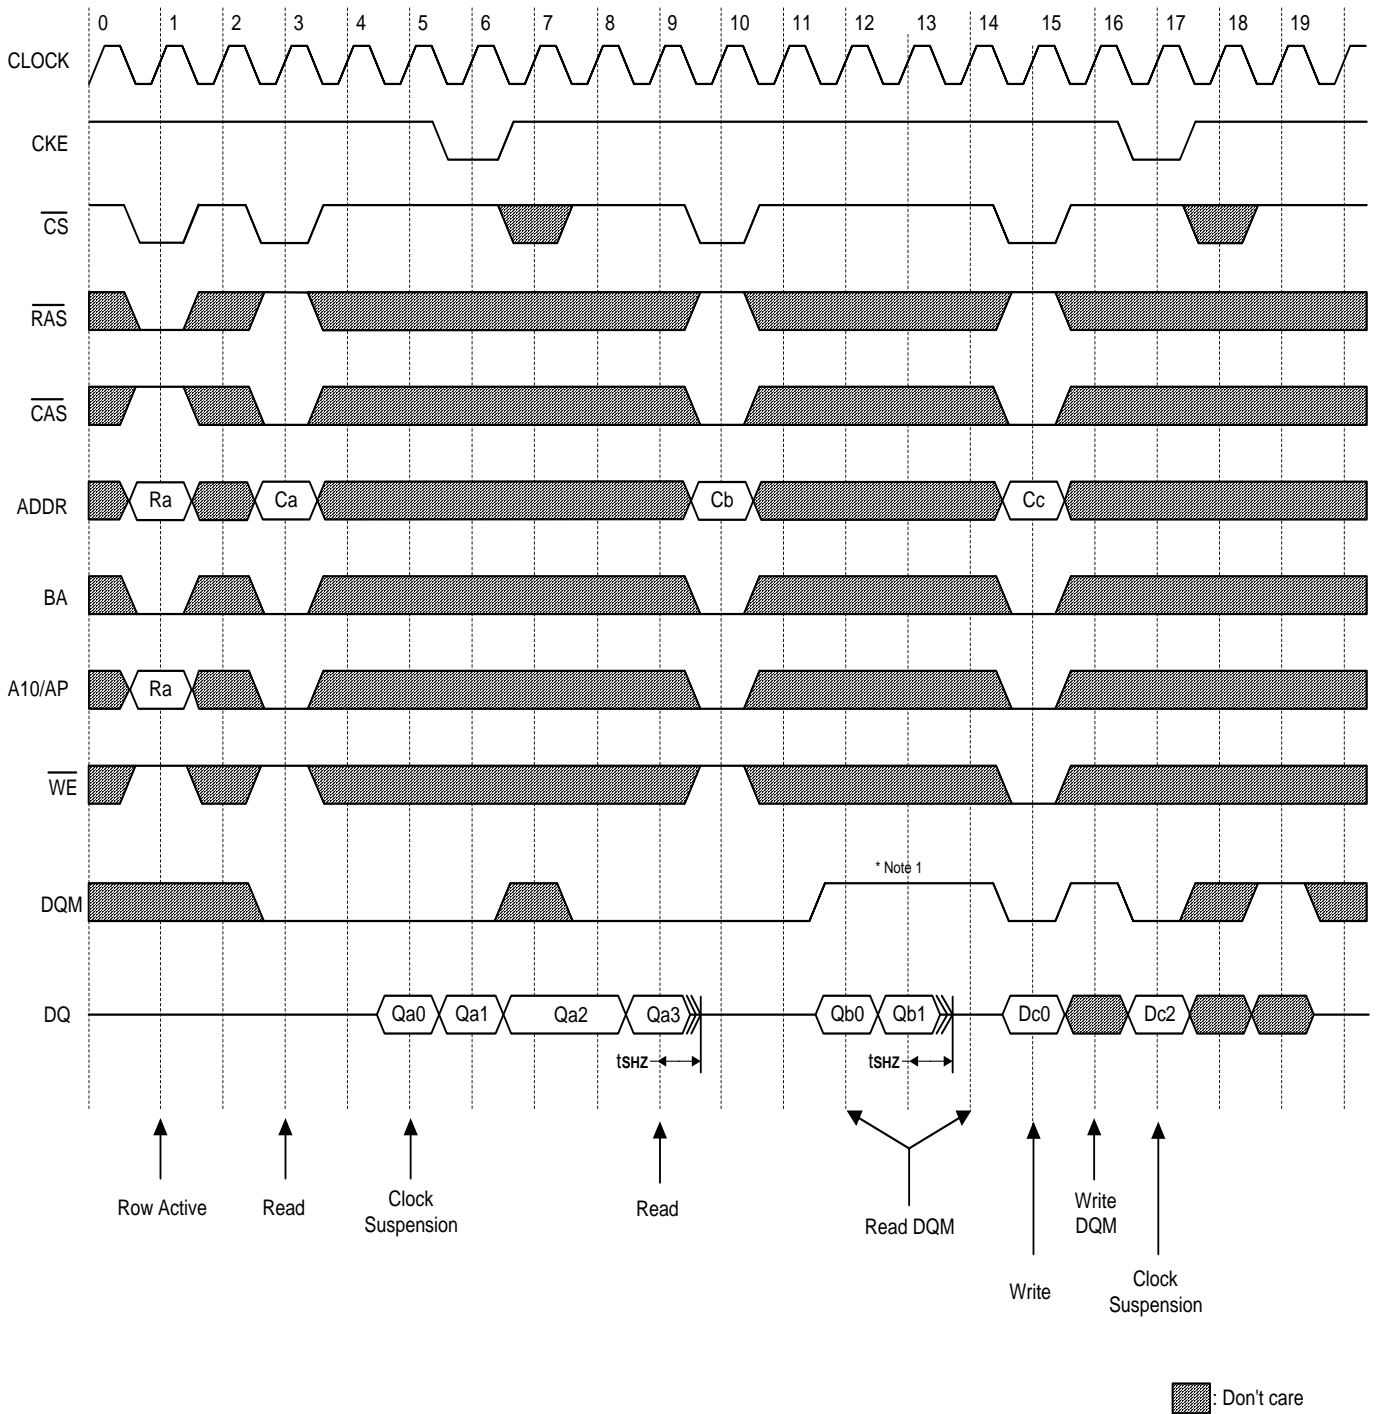 0 1 2 3 4 5 6 7 8 9 10 11 12 13 14 15 16 17 18 19
CLOCK
CKE
CS
RAS
CAS
ADDR Ra Ca Cb Cc
BA
A10/AP Ra
WE
* Note 1
DQM
DQ Qa0 Qa1 Qa2 Qa3 Qb0 Qb1 Dc0 Dc2
tSHZ tSHZ
Row Active
Read
Clock
Suspension
Read
Read DQM
Write
DQM
Write
Clock
Suspension
: Don't care